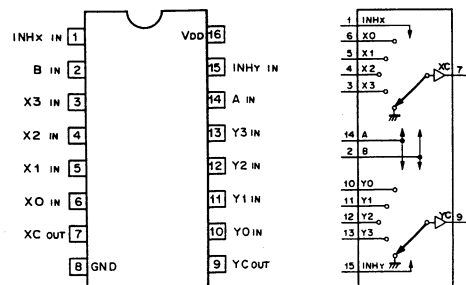 INHX IN 1
B IN 2
X3 IN 3
X2 IN 4
X1 IN 5
X0 IN 6
XC OUT 7
8 GND
VDD 16
15 INHY IN
14 A IN
13 Y3 IN
12 Y2 IN
11 Y1 IN
10 Y0 IN
9 YC OUT
1 INHX
6 X0
5 X1
4 X2
3 X3
XC 7
14 A
2 B
10 Y0
11 Y1
12 Y2
13 Y3
YC 9
15 INHY